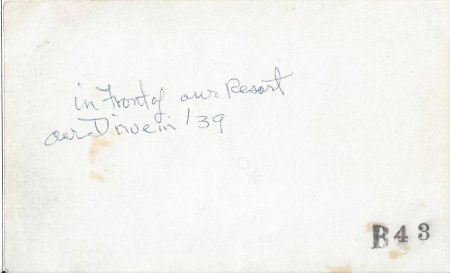 in Front of our Resort
our Drive in /39
B43